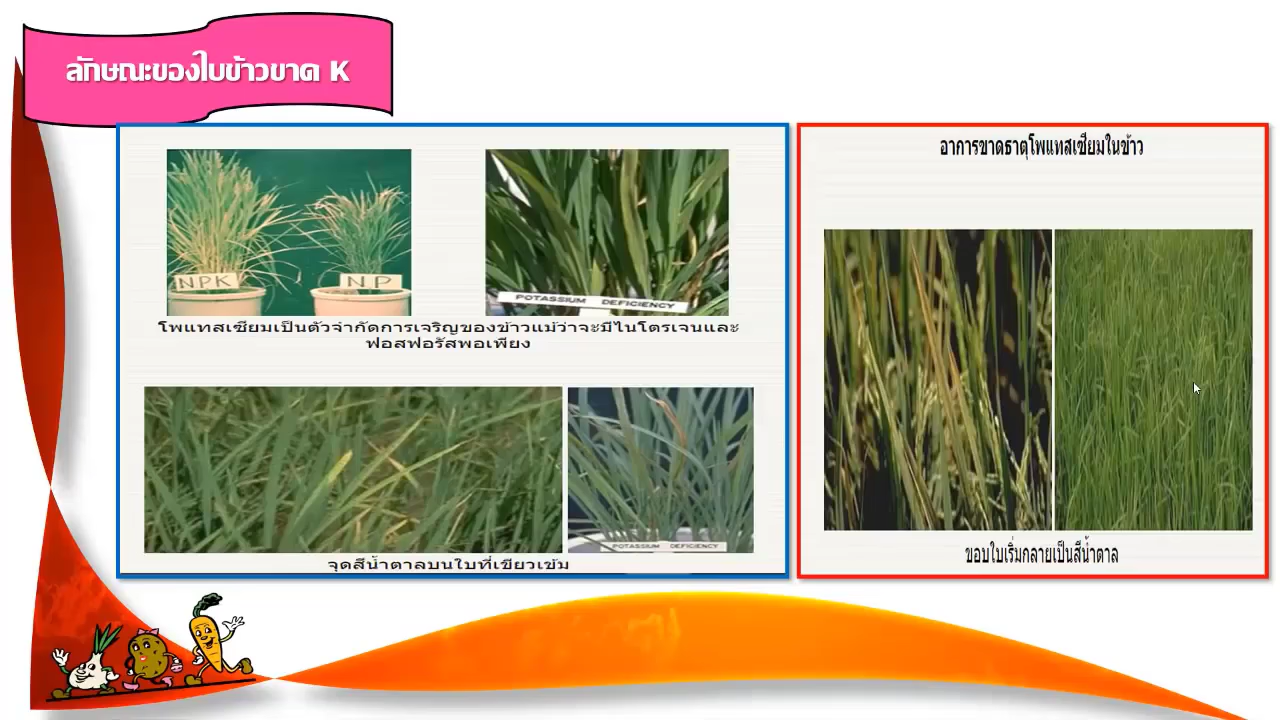 ลักษณะของใบข้าวขาด K
NPK
NP
POTASSIUM DEFICIENCY
โพแทสเซียมเป็นตัวจำกัดการเจริญของข้าวแม้ว่าจะมีไนโตรเจนและ
ฟอสฟอรัสพอเพียง
POTASSIUM DEFICIENCY
จุดสีน้ำตาลบนใบที่เขียวเข้ม
อาการขาดธาตุโพแทสเซียมในข้าว
ขอบใบเริ่มกลายเป็นสีน้ำตาล